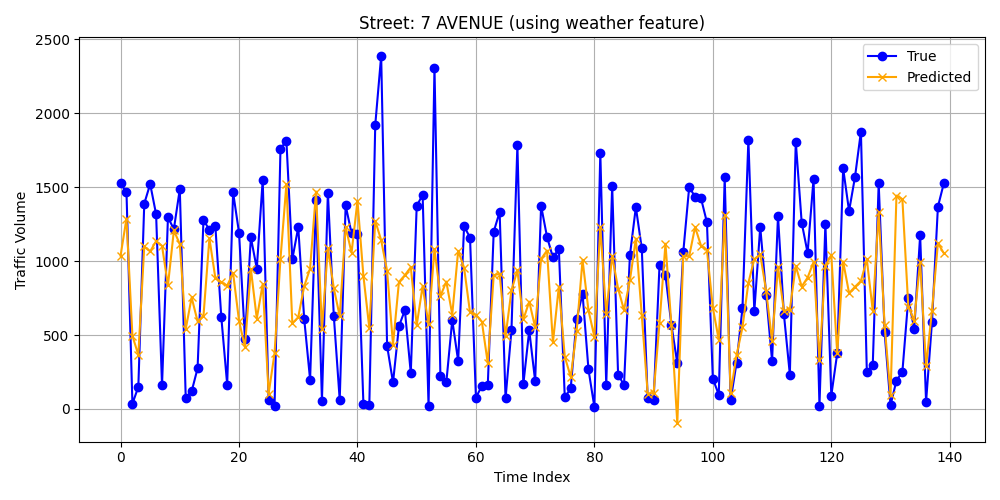 Street: 7 AVENUE (using weather feature)
True
Predicted
Traffic Volume
2500
2000
1500
1000
500
0
0 20 40 60 80 100 120 140
Time Index